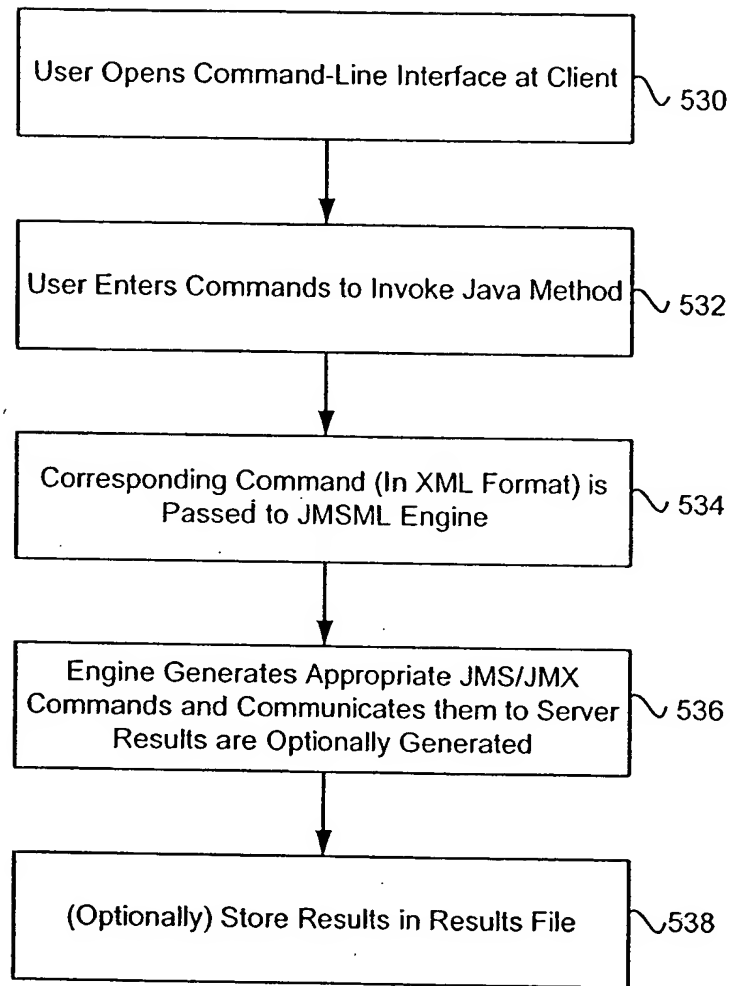 User Opens Command-Line Interface at Client
530
User Enters Commands to Invoke Java Method
532
Corresponding Command (In XML Format) is
Passed to JMSML Engine
534
Engine Generates Appropriate JMS/JMX
Commands and Communicates them to Server
Results are Optionally Generated
536
(Optionally) Store Results in Results File
538